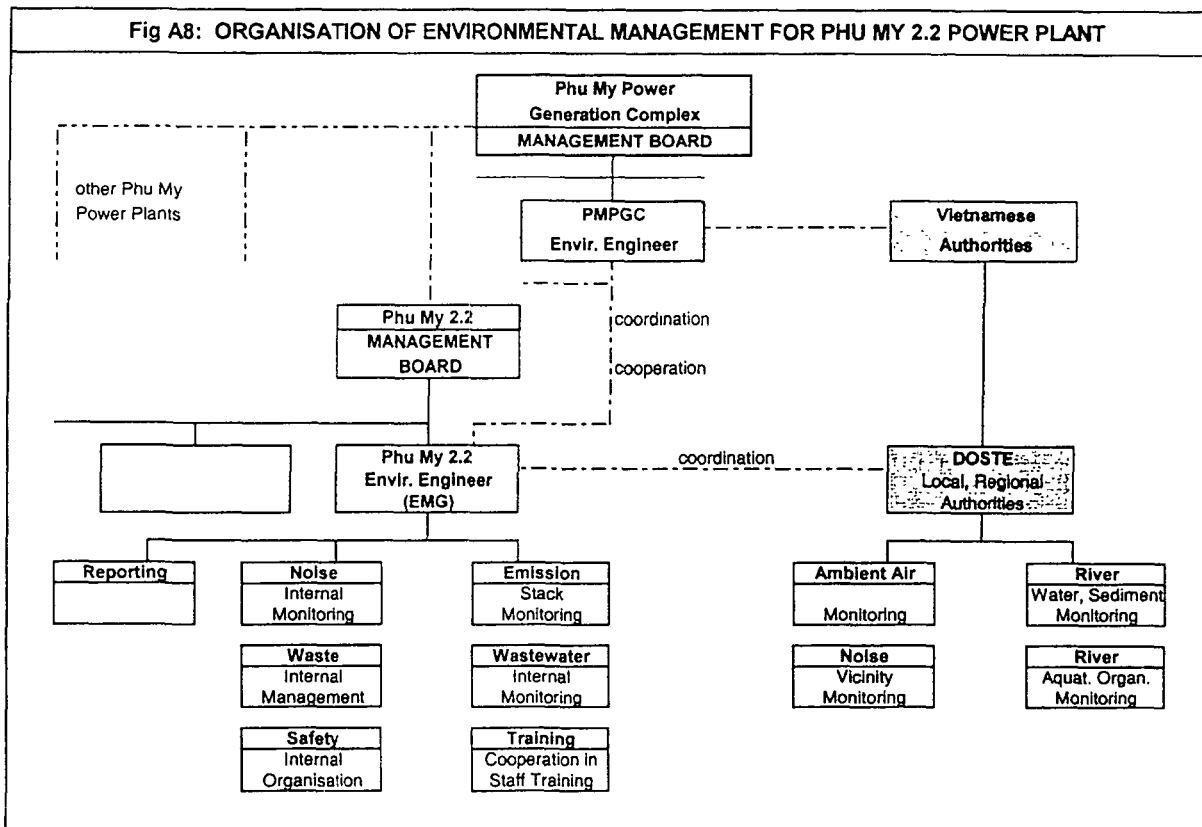 Fig A8: ORGANISATION OF ENVIRONMENTAL MANAGEMENT FOR PHU MY 2.2 POWER PLANT
Phu My Power
Generation Complex
MANAGEMENT BOARD
other Phu My
Power Plants
PMPGC
Envir. Engineer
Vietnamese
Authorities
Phu My 2.2
MANAGEMENT
BOARD
coordination
cooperation
Phu My 2.2
Envir. Engineer
(EMG)
coordination
DOSTE
Local, Regional
Authorities
Reporting
Noise
Internal
Monitoring
Emission
Stack
Monitoring
Ambient Air
Monitoring
River
Water, Sediment
Monitoring
Waste
Internal
Management
Wastewater
Internal
Monitoring
Noise
Vicinity
Monitoring
River
Aquat. Organ.
Monitoring
Safety
Internal
Organisation
Training
Cooperation in
Staff Training